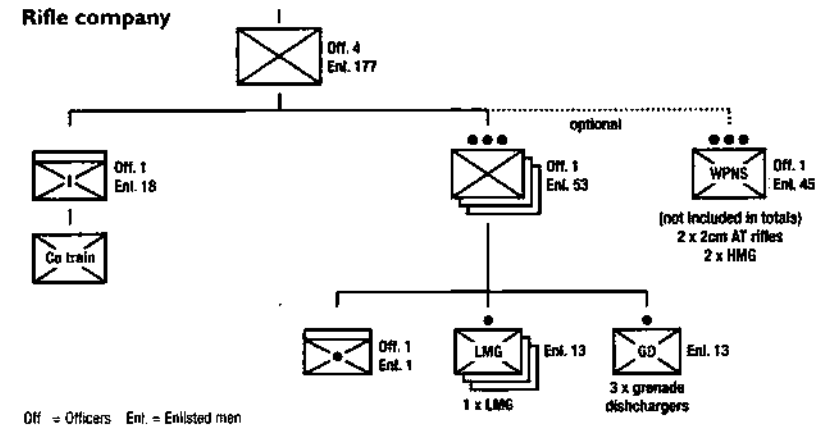 Rifle company
Off. 4
Enl. 177
optional
I
Off. 1
Enl. 18
Off. 1
Enl. 53
WPNS
Off. 1
Enl. 45
(not included in totals)
2 x 2cm AT rifles
2 x HMG
Co train
Off. 1
Enl. 1
LMG
Enl. 13
GD
Enl. 13
1 x LMG
3 x grenade
dishchargers
Off = Officers Enl. = Enlisted men